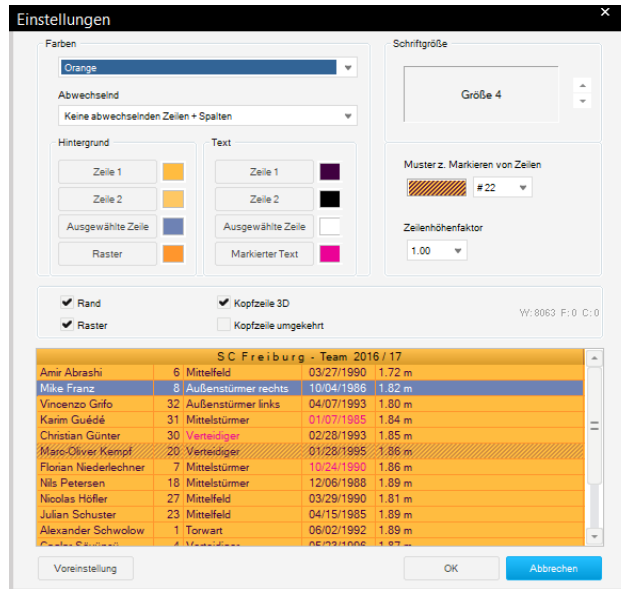 Einstellungen
Farben
Orange
Abwechselnd
Keine abwechselnden Zeilen + Spalten
Hintergrund
Zeile 1
Zeile 2
Ausgewählte Zeile
Raster
Text
Zeile 1
Zeile 2
Ausgewählte Zeile
Markierter Text
Schriftgröße
Größe 4
Muster z. Markieren von Zeilen
# 22
Zeilenhöhenfaktor
1.00
Rand
Raster
Kopfzeile 3D
Kopfzeile umgekehrt
W: 8063 F: 0 C: 0
SC Freiburg - Team 2016 / 17
Amir Abrashi 6 Mittelfeld 03/27/1990 1.72 m
Mike Franz 8 Außenstürmer rechts 10/04/1986 1.82 m
Vincenzo Grifo 32 Außenstürmer links 04/07/1993 1.80 m
Karim Guédé 31 Mittelstürmer 01/07/1985 1.84 m
Christian Günter 30 Verteidiger 02/28/1993 1.85 m
Marc-Oliver Kempf 20 Verteidiger 01/28/1995 1.86 m
Florian Niederlechner 7 Mittelstürmer 10/24/1990 1.86 m
Nils Petersen 18 Mittelstürmer 12/06/1988 1.89 m
Nicolas Höfler 27 Mittelfeld 03/29/1990 1.81 m
Julian Schuster 23 Mittelfeld 04/15/1985 1.89 m
Alexander Schwolow 1 Torwart 06/02/1992 1.89 m
4 Verteidiger 05/23/1996 1.87 m
Voreinstellung
OK
Abbrechen